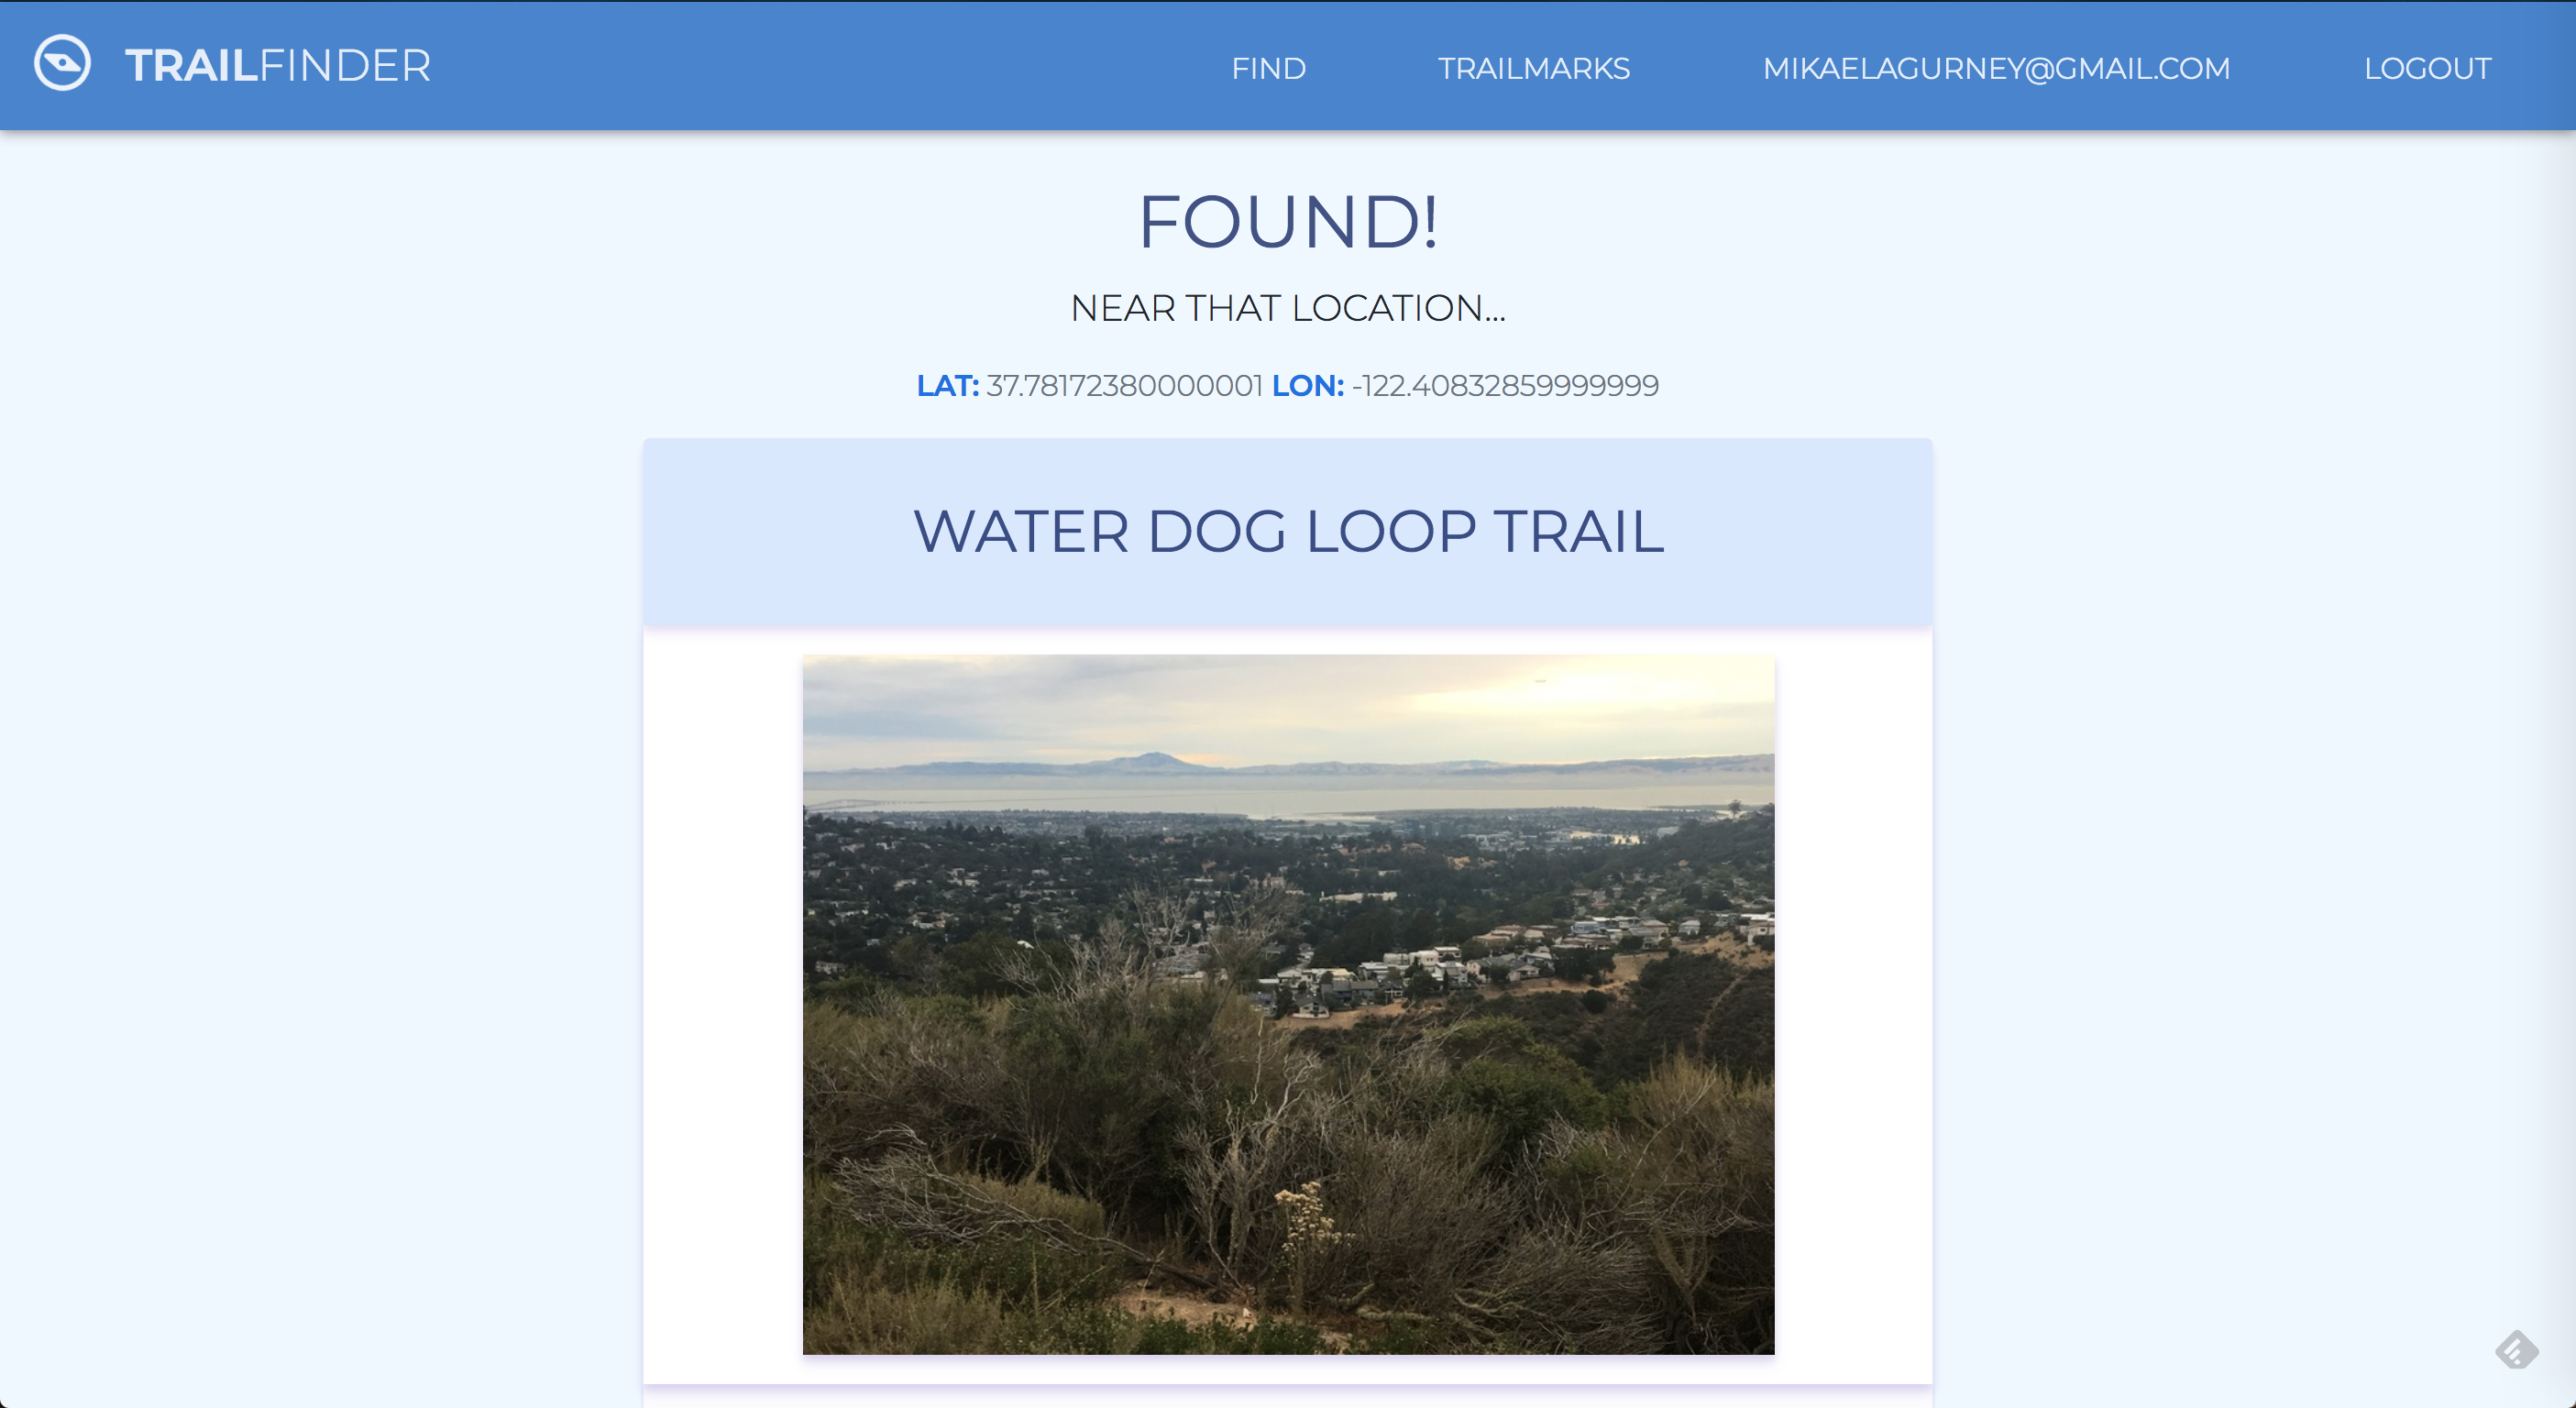 TRAILFINDER
FIND TRAILMARKS MIKAELAGURNEY@GMAIL.COM LOGOUT
FOUND!
NEAR THAT LOCATION...
LAT: 37.78172380000001 LON: -122.40832859999999
WATER DOG LOOP TRAIL